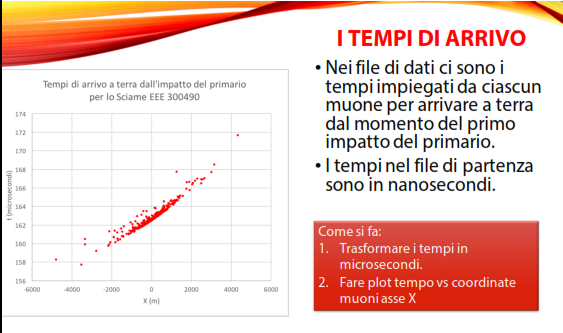 I TEMPI DI ARRIVO
Tempi di arrivo a terra dall'impatto del primario
per lo Sciame EEE 300490
t (microsecondi)
174
172
170
168
166
164
162
160
158
156
-6000
-4000
-2000
0
2000
4000
6000
X (m)
• Nei file di dati ci sono i
tempi impiegati da ciascun
muone per arrivare a terra
dal momento del primo
impatto del primario.
• I tempi nel file di partenza
sono in nanosecondi.
Come si fa:
1. Trasformare i tempi in
microsecondi.
2. Fare plot tempo vs coordinate
muoni asse X